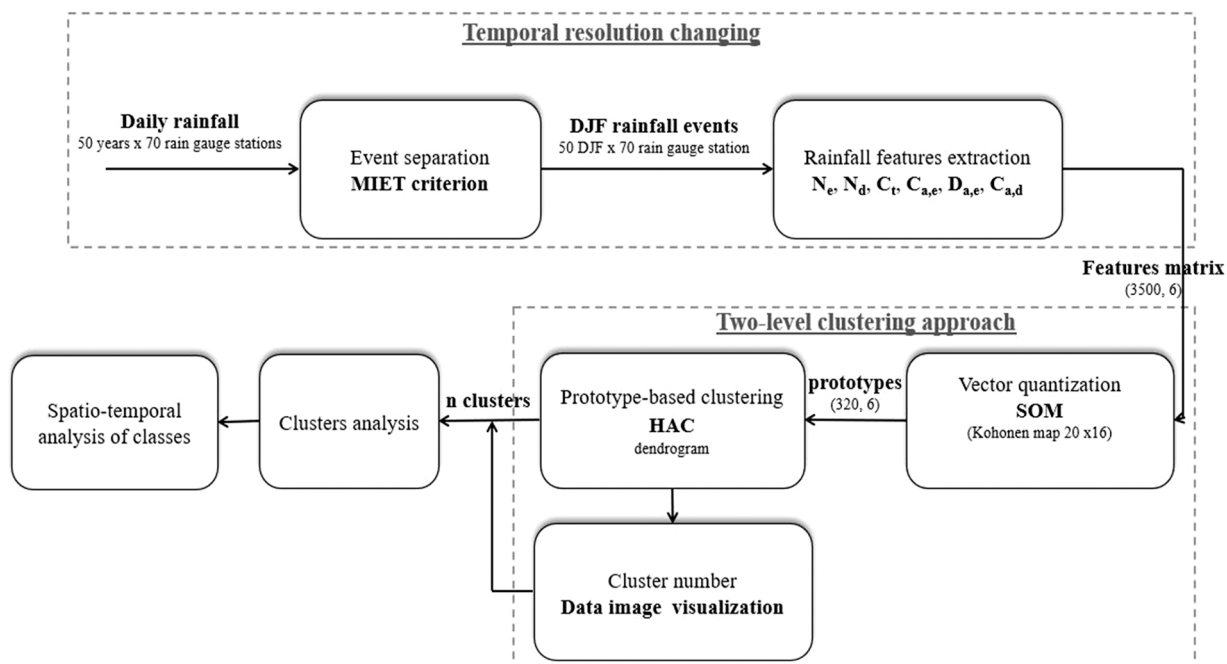 Temporal resolution changing
Daily rainfall
50 years x 70 rain gauge stations
Event separation
MIET criterion
DJF rainfall events
50 DJF x 70 rain gauge station
Rainfall features extraction
Ne, Nd, Ct, Ca,e, Da,e, Ca,d
Features matrix
(3500, 6)
Two-level clustering approach
Vector quantization
SOM
(Kohonen map 20 x16)
prototypes
(320, 6)
Prototype-based clustering
HAC
dendrogram
n clusters
Clusters analysis
Spatio-temporal
analysis of classes
Cluster number
Data image visualization